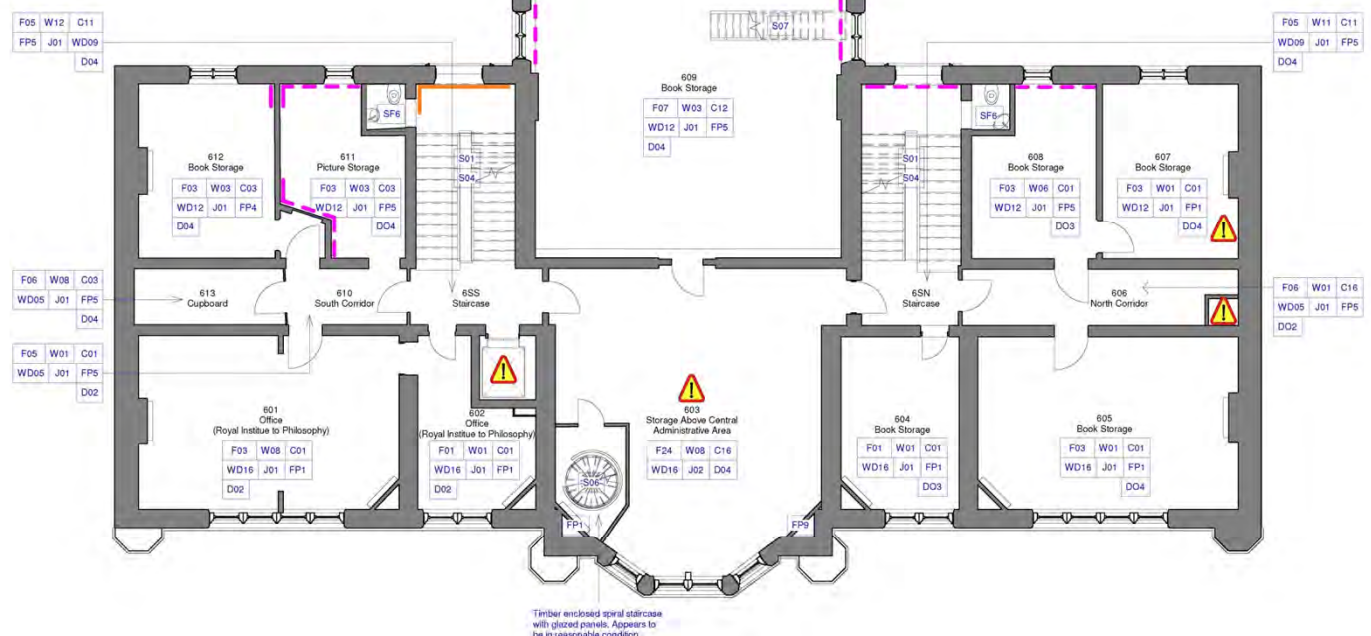 F05 W12 C11
FP5 J01 WD09
D04
S07
F05 W11 C11
WD09 J01 FP5
DO4
609
Book Storage
F07 W03 C12
WD12 J01 FP5
D04
SF6
SF6
612
Book Storage
F03 W03 C03
WD12 J01 FP4
D04
611
Picture Storage
F03 W03 C03
WD12 J01 FP5
DO4
S01
S04
S01
S04
608
Book Storage
F03 W06 C01
WD12 J01 FP5
DO3
607
Book Storage
F03 W01 C01
WD12 J01 FP1
DO4
F06 W08 C03
WD05 J01 FP5
D04
613
Cupboard
610
South Corridor
6SS
Staircase
6SN
Staircase
606
North Corridor
F06 W01 C16
WD05 J01 FP5
DO2
F05 W01 C01
WD05 J01 FP5
D02
601
Office
(Royal Institue to Philosophy)
F03 W08 C01
WD16 J01 FP1
D02
602
Office
(Royal Institue to Philosophy)
F01 W01 C01
WD16 J01 FP1
D02
603
Storage Above Central
Administrative Area
F24 W08 C16
WD16 J02 D04
604
Book Storage
F01 W01 C01
WD16 J01 FP1
DO3
605
Book Storage
F03 W01 C01
WD16 J01 FP1
DO4
S06
FP1
FP9
Timber enclosed spiral staircase
with glazed panels. Appears to
be in reasonable condition